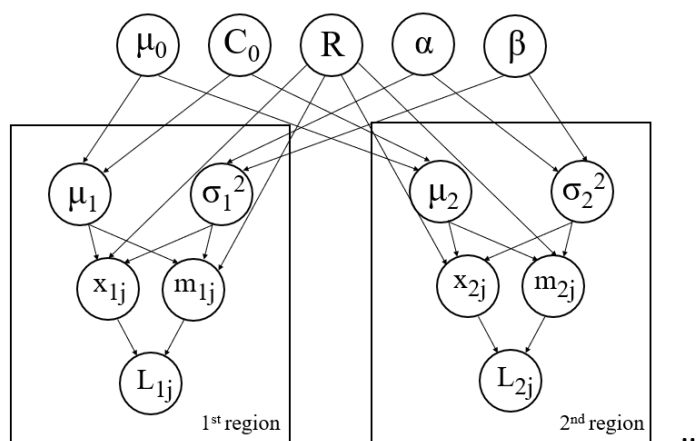 μ₀ C₀ R α β
μ₁ σ₁² μ₂ σ₂²
x₁ⱼ m₁ⱼ x₂ⱼ m₂ⱼ
L₁ⱼ L₂ⱼ
1ˢᵗ region 2ⁿᵈ region ..